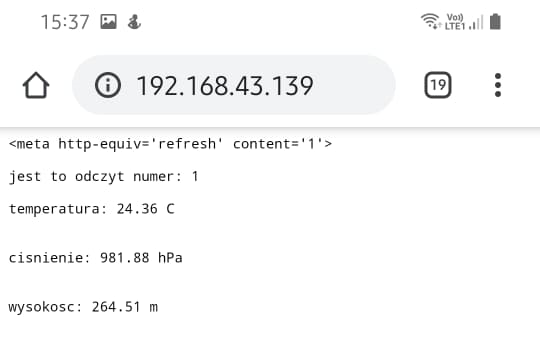 15:37
Vo))
LTE1
192.168.43.139
19
<meta http-equiv='refresh' content='1'>
jest to odczyt numer: 1
temperatura: 24.36 C
cisnienie: 981.88 hPa
wysokosc: 264.51 m